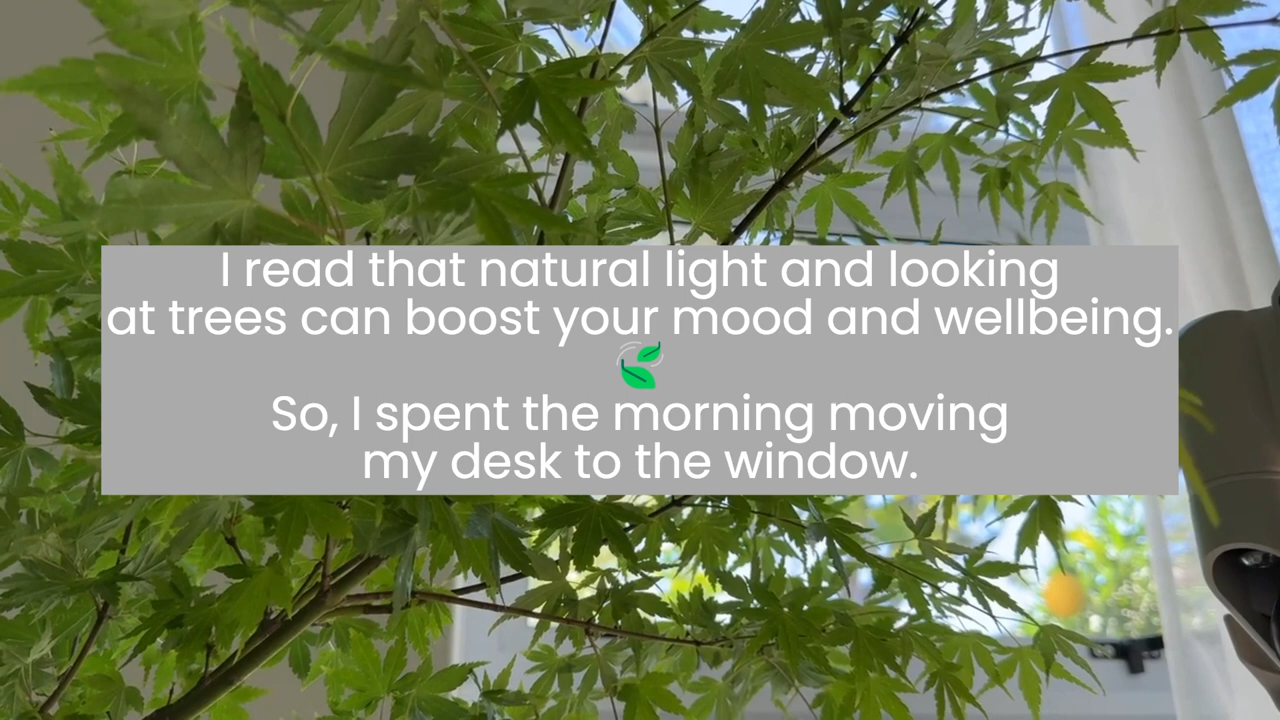 I read that natural light and looking
at trees can boost your mood and wellbeing.
🍃
So, I spent the morning moving
my desk to the window.